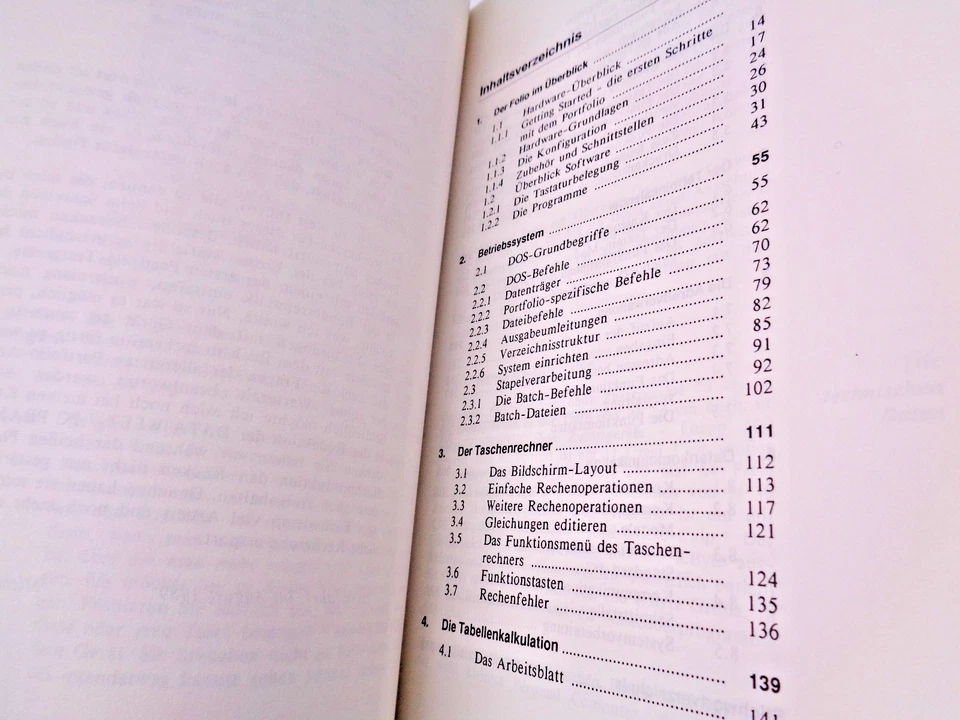 Inhaltsverzeichnis
1. Der Folio im Überblick
1.1 Hardware-Überblick
1.1.1 Getting Started - die ersten Schritte
mit dem Portfolio 14
1.1.2 Hardware-Grundlagen 17
1.1.3 Die Konfiguration 24
1.1.4 Zubehör und Schnittstellen 26
1.2 Überblick Software 30
1.2.1 Die Tastaturbelegung 31
1.2.2 Die Programme 43
2. Betriebssystem 55
2.1 DOS-Grundbegriffe 55
2.2 DOS-Befehle 62
2.2.1 Datenträger 62
2.2.2 Portfolio-spezifische Befehle 70
2.2.3 Dateibefehle 73
2.2.4 Ausgabeumleitungen 79
2.2.5 Verzeichnisstruktur 82
2.2.6 System einrichten 85
2.3 Stapelverarbeitung 91
2.3.1 Die Batch-Befehle 92
2.3.2 Batch-Dateien 102
3. Der Taschenrechner 111
3.1 Das Bildschirm-Layout 112
3.2 Einfache Rechenoperationen 113
3.3 Weitere Rechenoperationen 117
3.4 Gleichungen editieren 121
3.5 Das Funktionsmenü des Taschen-
rechners 124
3.6 Funktionstasten 135
3.7 Rechenfehler 136
4. Die Tabellenkalkulation 139
4.1 Das Arbeitsblatt 141